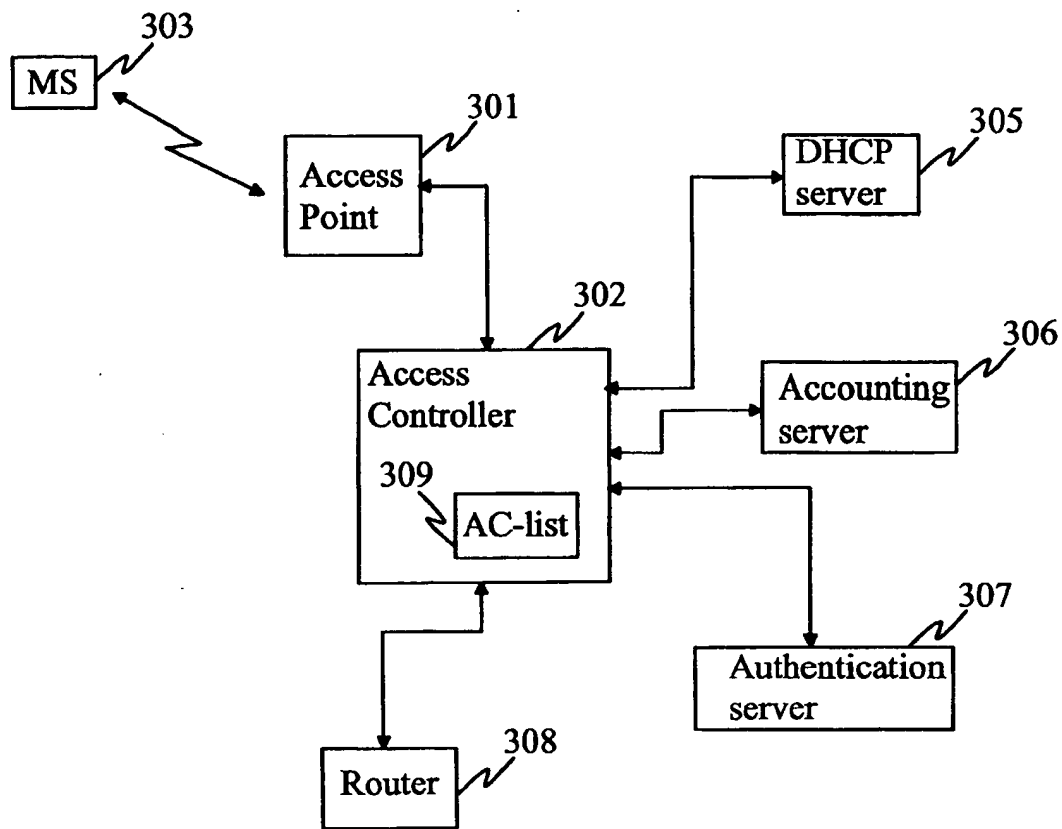 303
MS
301
Access
Point
305
DHCP
server
302
Access
Controller
306
Accounting
server
309
AC-list
307
Authentication
server
308
Router